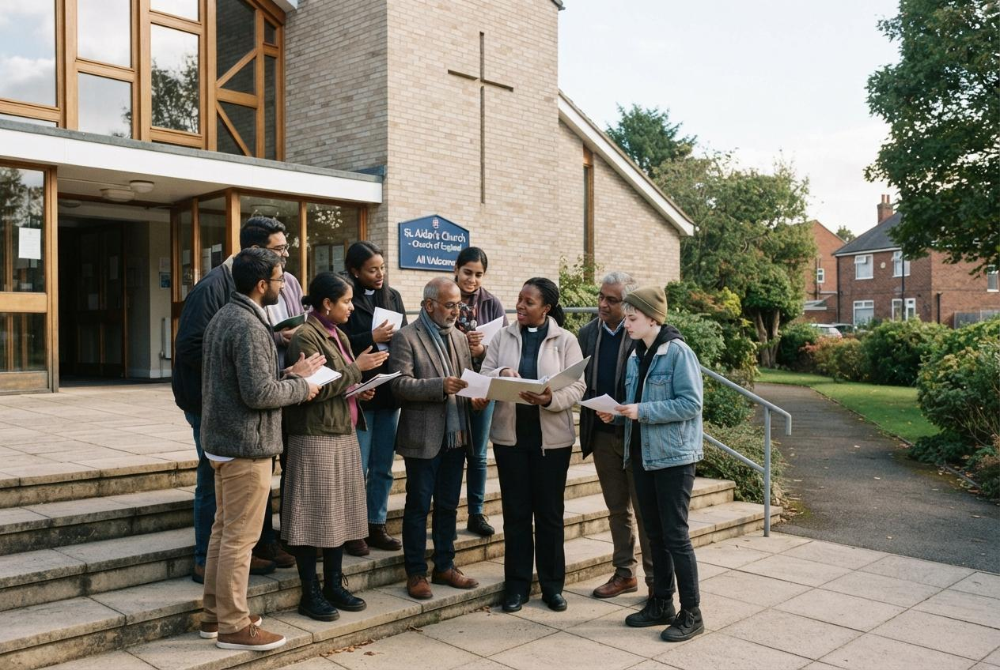 St. Aidan's Church
- Church of England
All Welcome